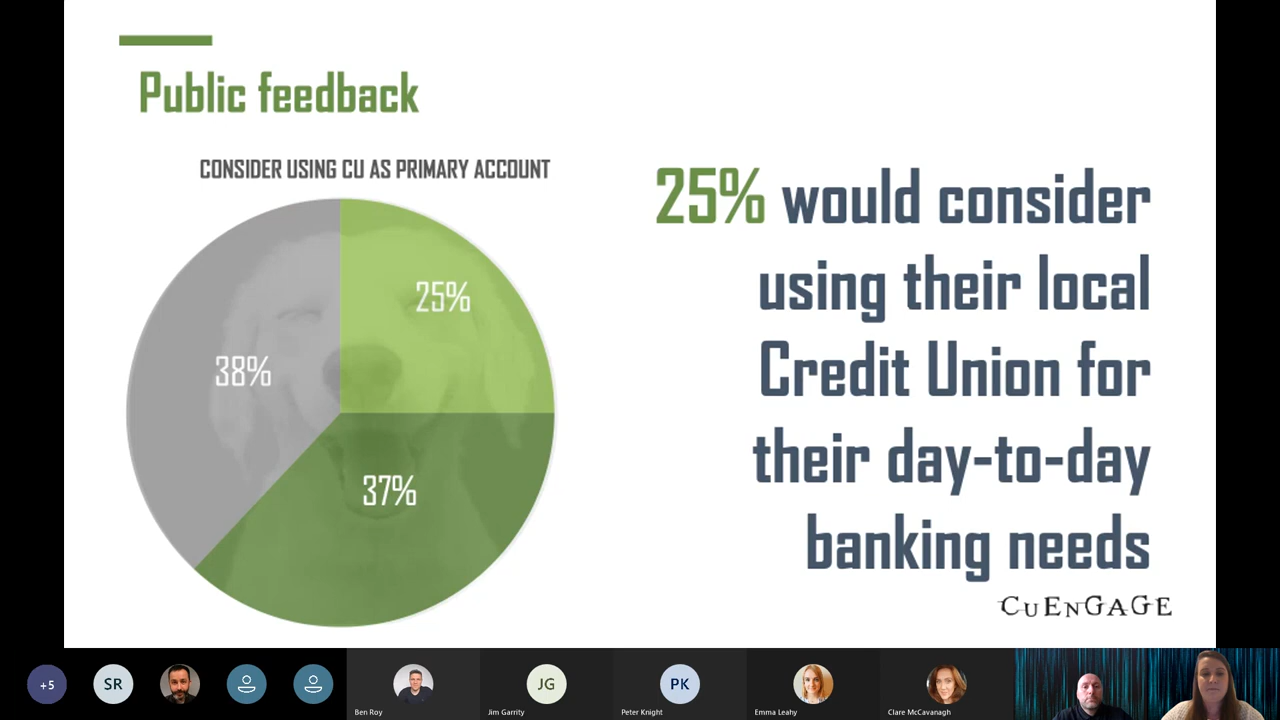 Public feedback
CONSIDER USING CU AS PRIMARY ACCOUNT
25%
38%
37%
25% would consider
using their local
Credit Union for
their day-to-day
banking needs
CUENGAGE
+5
SR
JG
PK
Ben Roy
Jim Garrity
Peter Knight
Emma Leahy
Clare McCavanagh